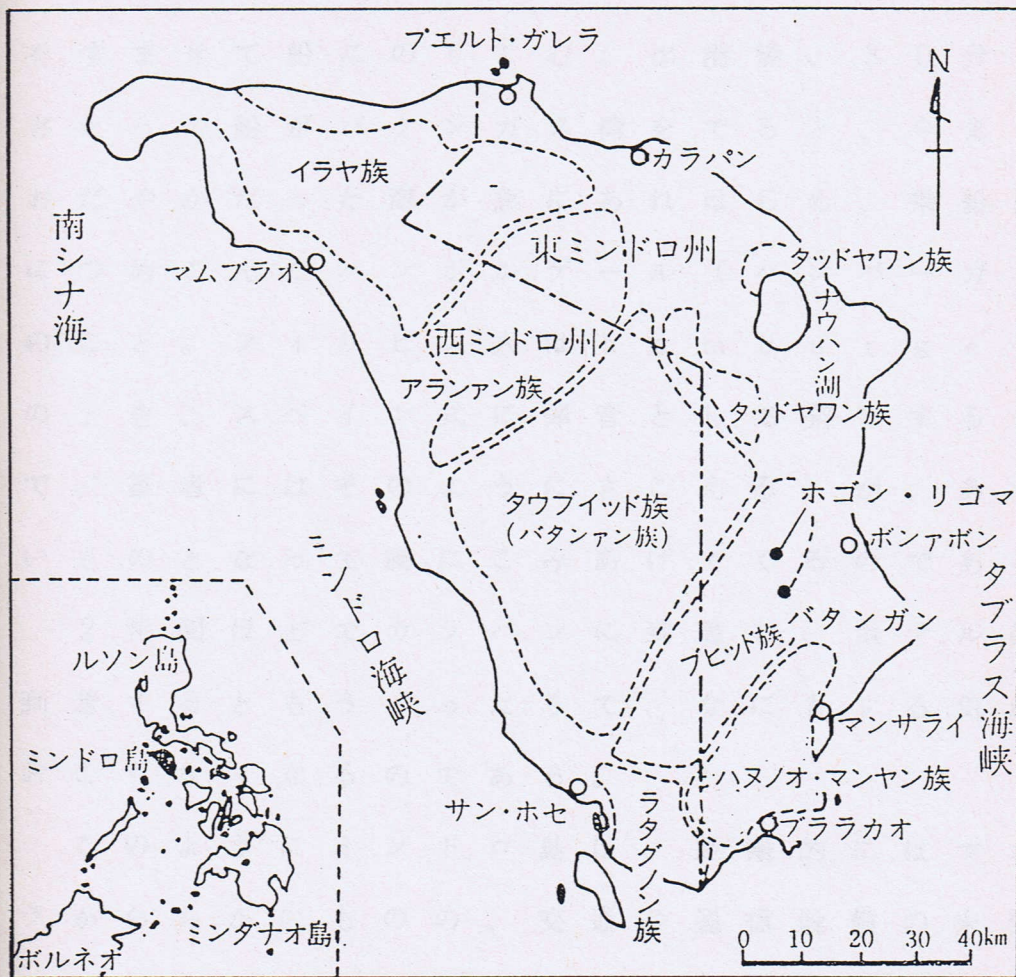 プエルト・ガレラ
N
カラパン
イラヤ族
南シナ海
東ミンドロ州
タッドヤワン族
マムブラオ
ナウハン湖
西ミンドロ州
アランァン族
タッドヤワン族
タウブイッド族
(バタンァン族)
ホゴン・リゴマ
ボンァボン
バタンガン
タブラス海峡
ミンドロ海峡
ブヒッド族
ルソン島
ミンドロ島
マンサライ
ハヌノオ・マンヤン族
サン・ホセ
ラタグノン族
ブララカオ
ミンダナオ島
ボルネオ
0 10 20 30 40km